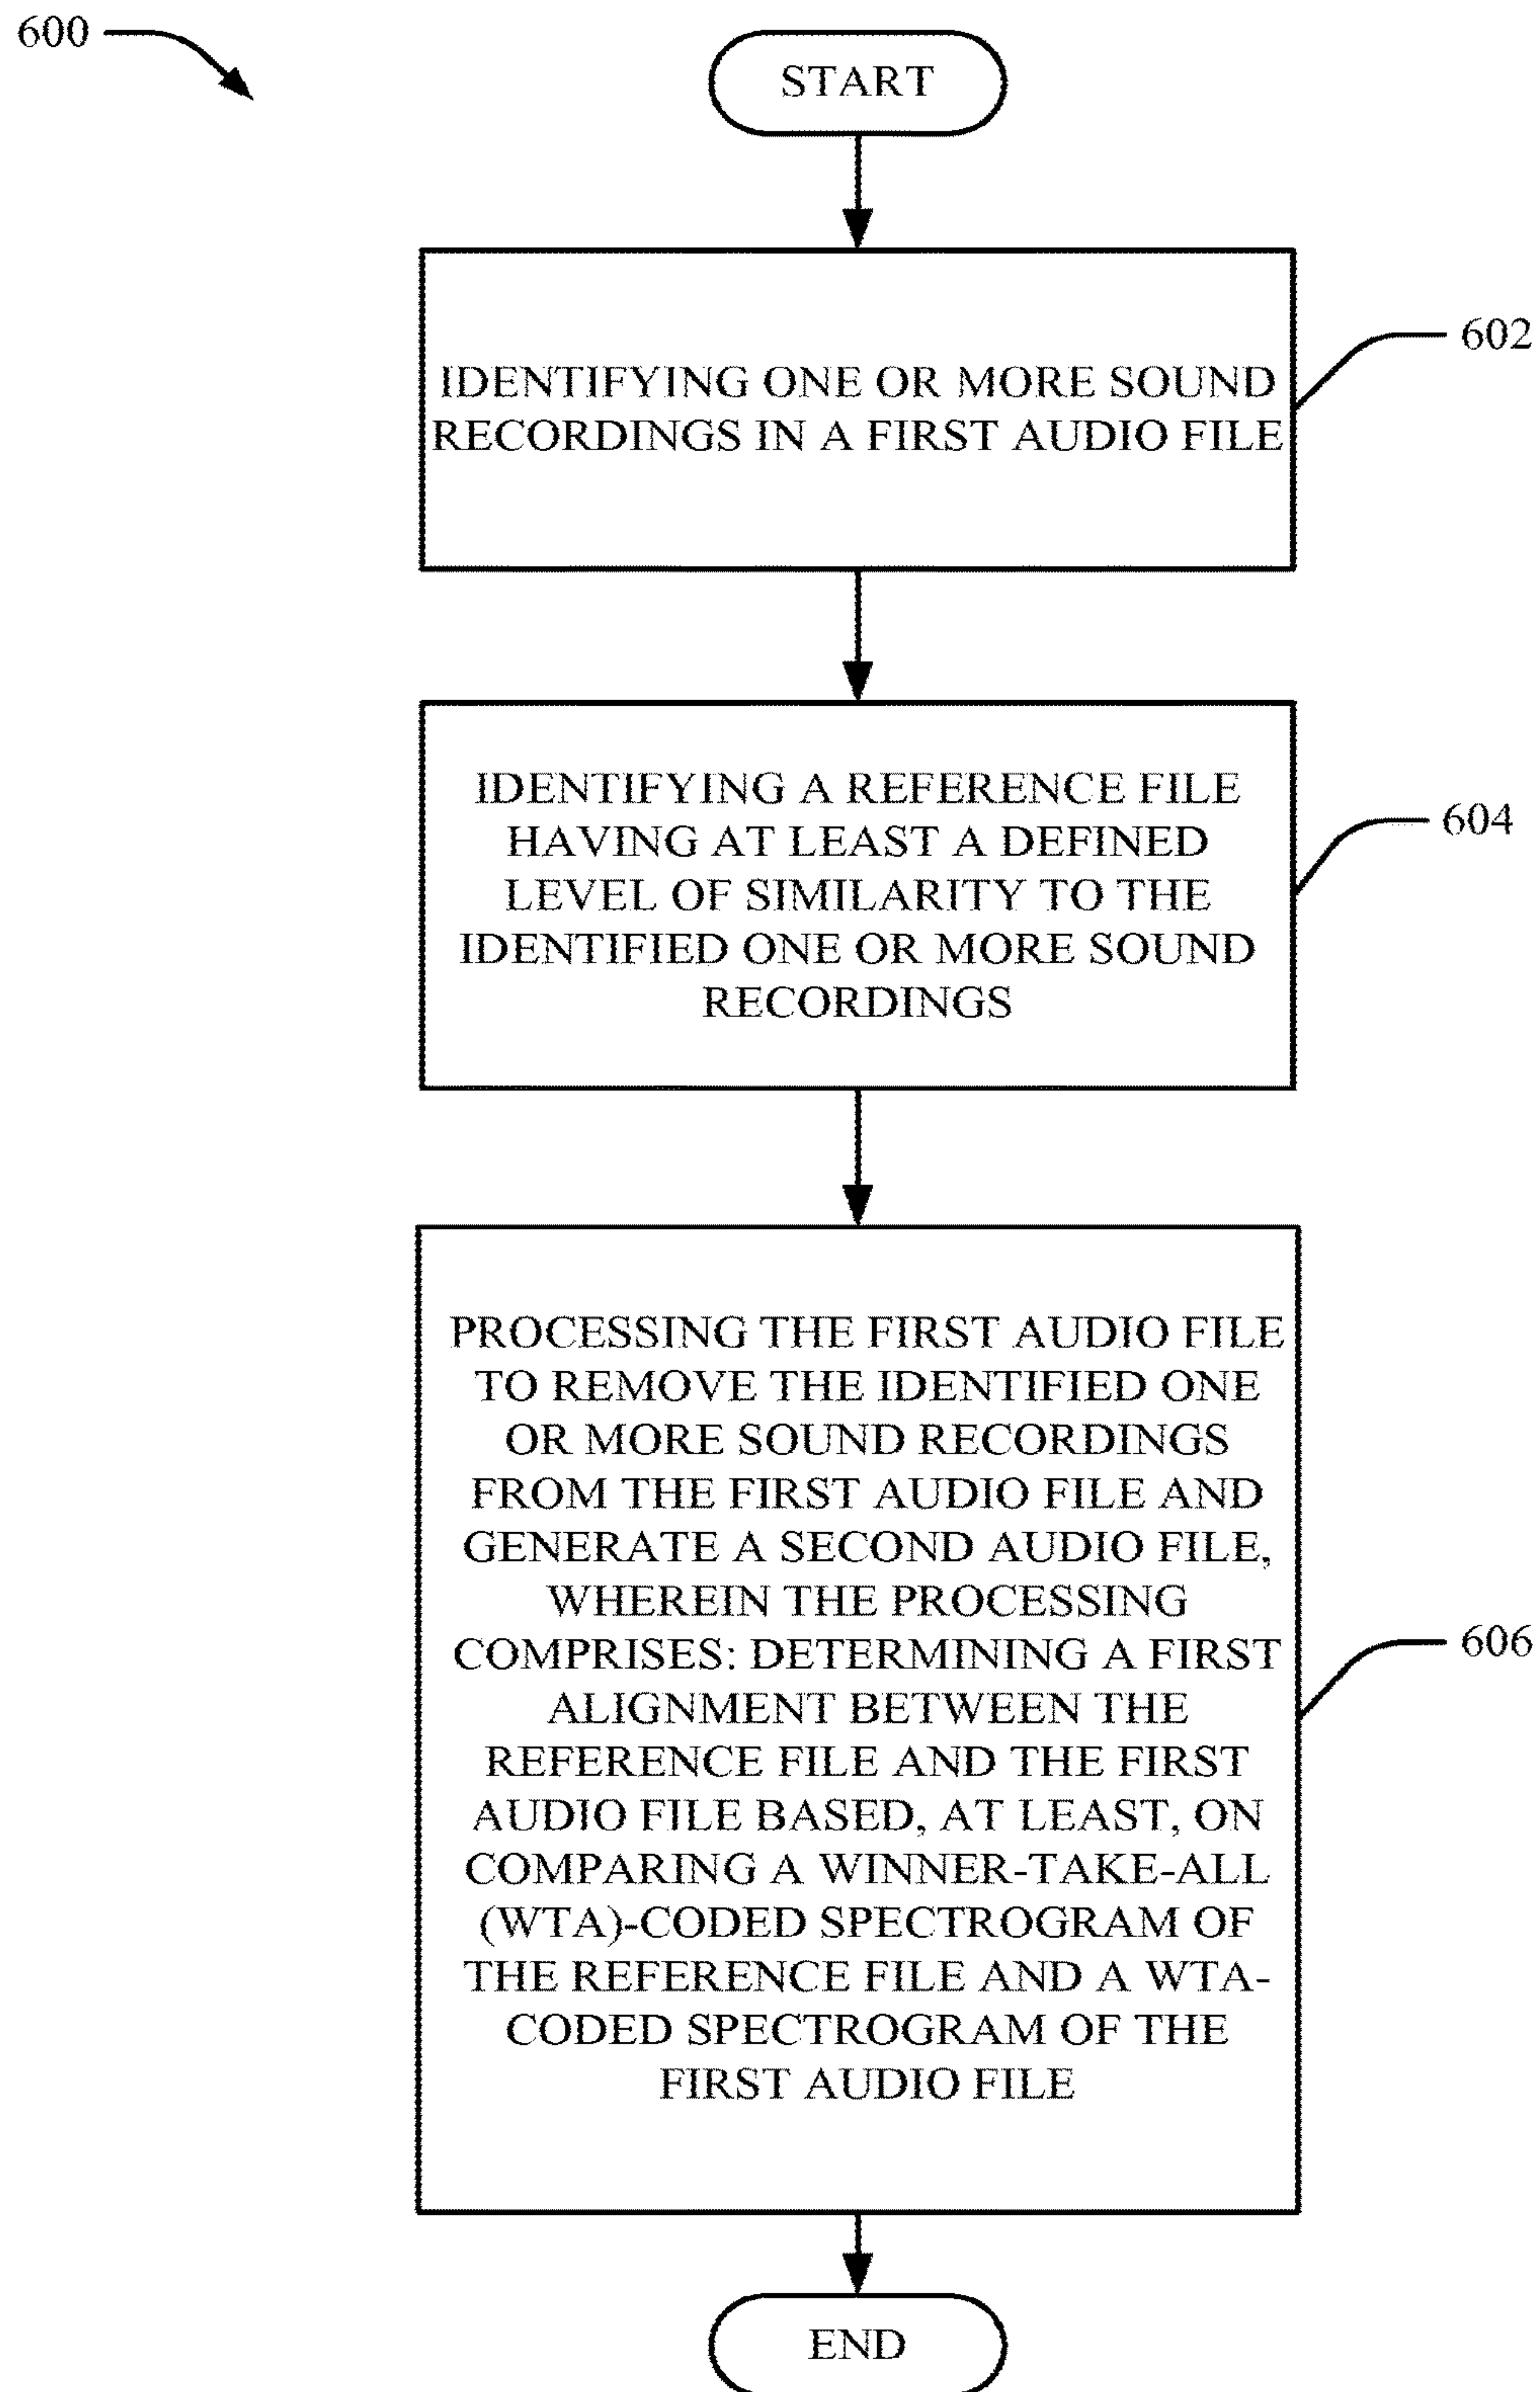 600
START
IDENTIFYING ONE OR MORE SOUND
RECORDINGS IN A FIRST AUDIO FILE
602
IDENTIFYING A REFERENCE FILE
HAVING AT LEAST A DEFINED
LEVEL OF SIMILARITY TO THE
IDENTIFIED ONE OR MORE SOUND
RECORDINGS
604
PROCESSING THE FIRST AUDIO FILE
TO REMOVE THE IDENTIFIED ONE
OR MORE SOUND RECORDINGS
FROM THE FIRST AUDIO FILE AND
GENERATE A SECOND AUDIO FILE,
WHEREIN THE PROCESSING
COMPRISES: DETERMINING A FIRST
ALIGNMENT BETWEEN THE
REFERENCE FILE AND THE FIRST
AUDIO FILE BASED, AT LEAST, ON
COMPARING A WINNER-TAKE-ALL
(WTA)-CODED SPECTROGRAM OF
THE REFERENCE FILE AND A WTA-
CODED SPECTROGRAM OF THE
FIRST AUDIO FILE
606
END